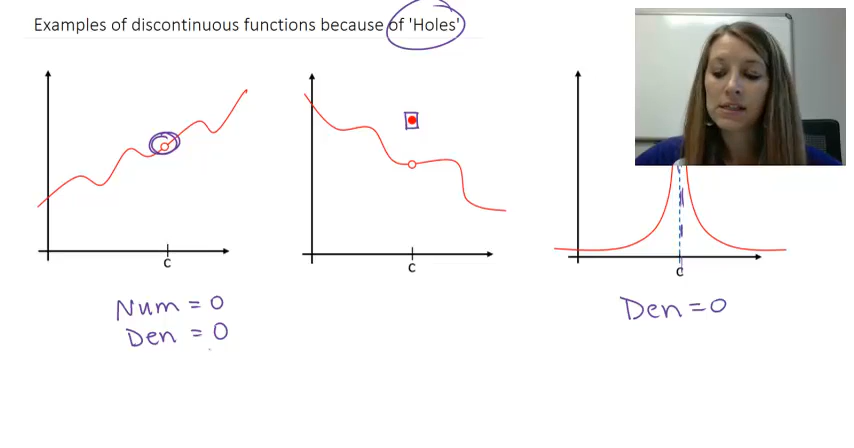 Examples of discontinuous functions because of 'Holes'
c
c
c
Num = 0
Den = 0
Den = 0